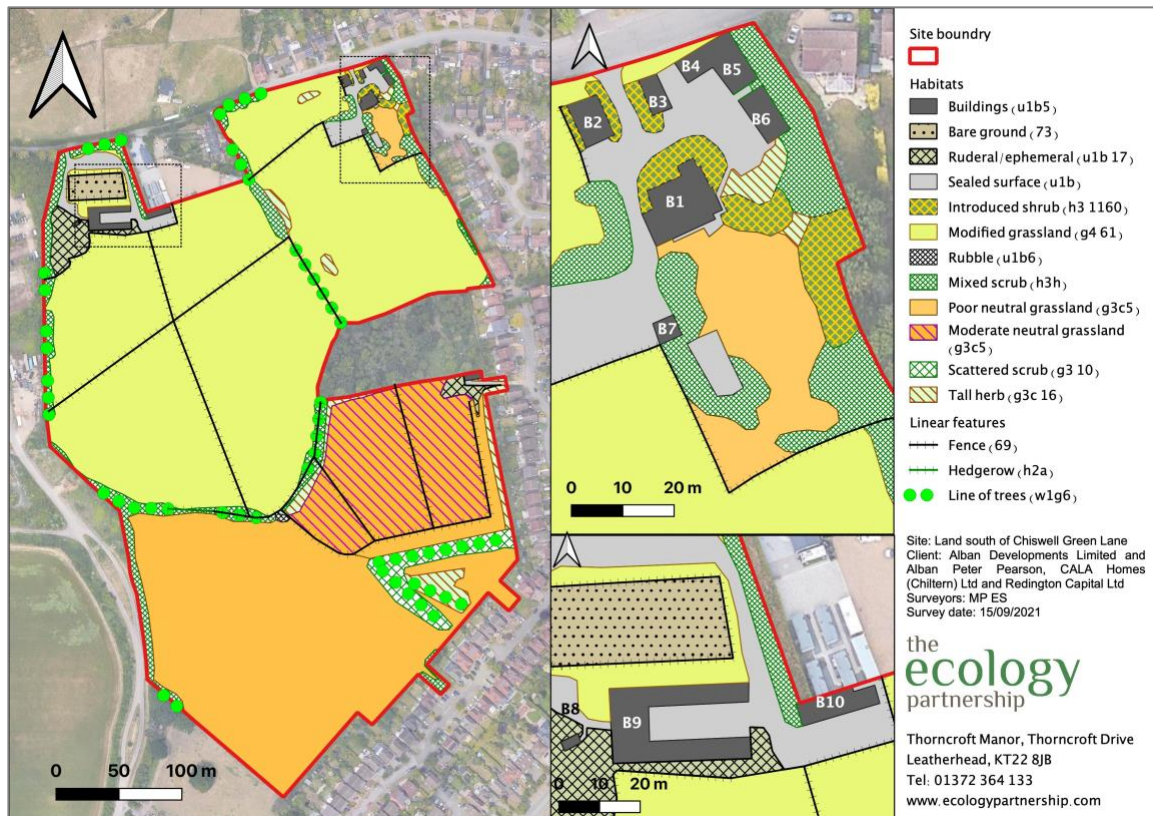 0 50 100 m
B1
B2
B3
B4
B5
B6
B7
0 10 20 m
B8
B9
B10
0 10 20 m
Site boundry
Habitats
Buildings (u1b5)
Bare ground (73)
Ruderal/ephemeral (u1b 17)
Sealed surface (u1b)
Introduced shrub (h3 1160)
Modified grassland (g4 61)
Rubble (u1b6)
Mixed scrub (h3h)
Poor neutral grassland (g3c5)
Moderate neutral grassland
(g3c5)
Scattered scrub (g3 10)
Tall herb (g3c 16)
Linear features
Fence (69)
Hedgerow (h2a)
Line of trees (w1g6)
Site: Land south of Chiswell Green Lane
Client: Alban Developments Limited and
Alban Peter Pearson, CALA Homes
(Chiltern) Ltd and Redington Capital Ltd
Surveyors: MP ES
Survey date: 15/09/2021
the
ecology
partnership
Thorncroft Manor, Thorncroft Drive
Leatherhead, KT22 8JB
Tel: 01372 364 133
www.ecologypartnership.com